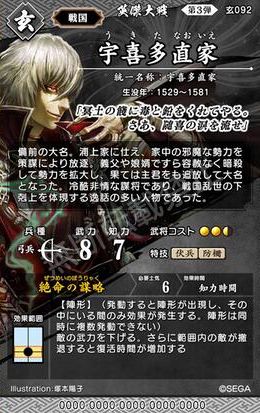 玄
戦国
英傑大戦
第3弾
玄092
うきた なおいえ
宇喜多直家
統一名称:宇喜多直家
生没年:1529~1581
「冥土の餞に毒と鉛をくれてやる。
さあ、随喜の涙を流せ」
備前の大名。浦上家に仕え、家中の邪魔な勢力を
策謀により放逐、義父や娘婿ですら容赦なく暗殺
して勢力を拡大し、果ては主君をも追放して大名
となった。冷酷非情な謀将であり、戦国乱世の下
剋上を体現する逸話の多い人物であった。
兵種
武力
知力
武将コスト
弓兵
8
7
特技
伏兵
防柵
ぜつめいのぼうりゃく
絶命の謀略
必要士気
6
効果時間
知力時間
効果範囲
【陣形】(発動すると陣形が出現し、その
中にいる間のみ効果が発生する。陣形は同
時に複数発動できない)
敵の武力を下げる。さらに範囲内の敵が撤
退すると復活時間が増加する
Illustration:塚本陽子
©SEGA
0000-0000-0000-0000-0000